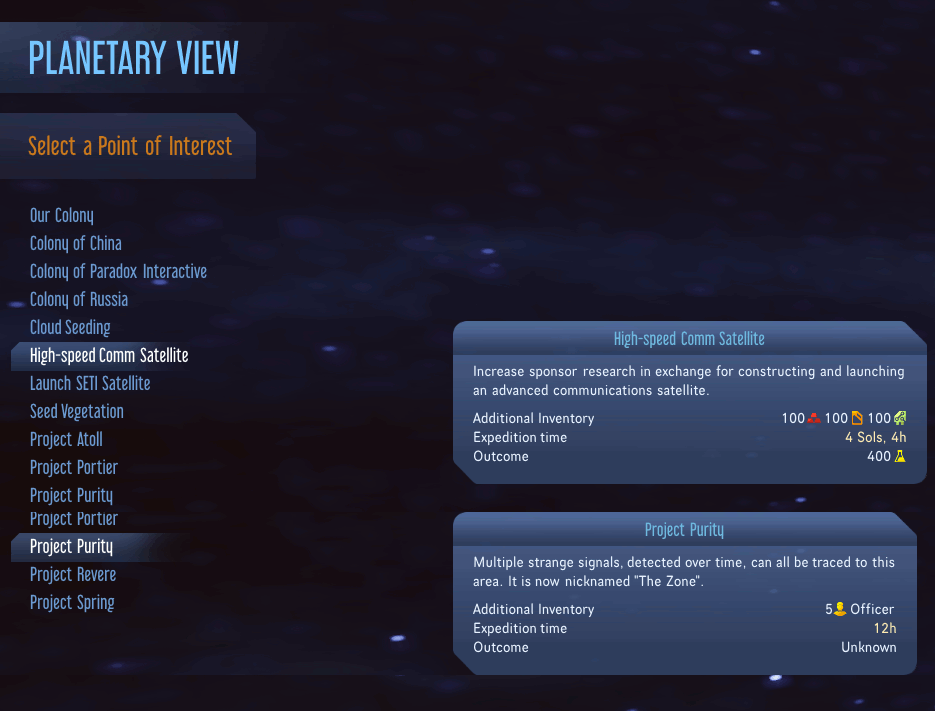 PLANETARY VIEW
Select a Point of Interest
Our Colony
Colony of China
Colony of Paradox Interactive
Colony of Russia
Cloud Seeding
High-speed Comm Satellite
Launch SETI Satellite
Seed Vegetation
Project Atoll
Project Portier
Project Purity
Project Portier
Project Purity
Project Revere
Project Spring
High-speed Comm Satellite
Increase sponsor research in exchange for constructing and launching
an advanced communications satellite.
Additional Inventory 100 100 100
Expedition time 4 Sols, 4h
Outcome 400
Project Purity
Multiple strange signals, detected over time, can all be traced to this
area. It is now nicknamed "The Zone".
Additional Inventory 5 Officer
Expedition time 12h
Outcome Unknown